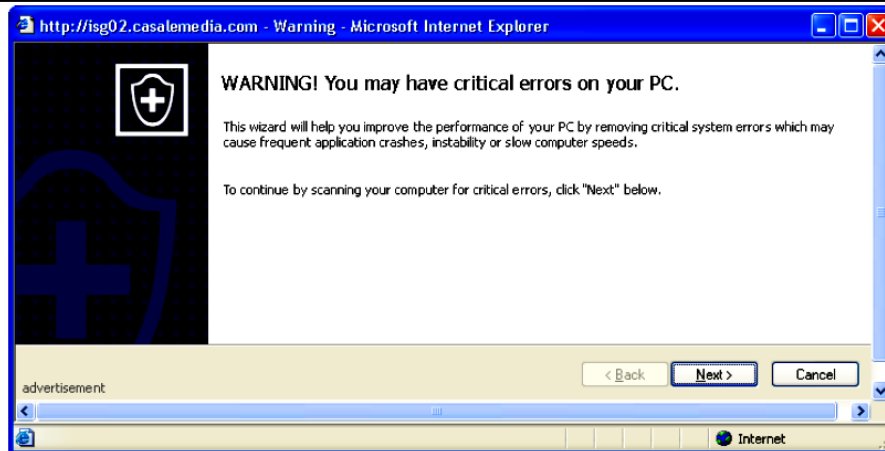 http://isg02.casalemedia.com - Warning - Microsoft Internet Explorer
WARNING! You may have critical errors on your PC.
This wizard will help you improve the performance of your PC by removing critical system errors which may
cause frequent application crashes, instability or slow computer speeds.
To continue by scanning your computer for critical errors, click "Next" below.
< Back Next > Cancel
advertisement
Internet